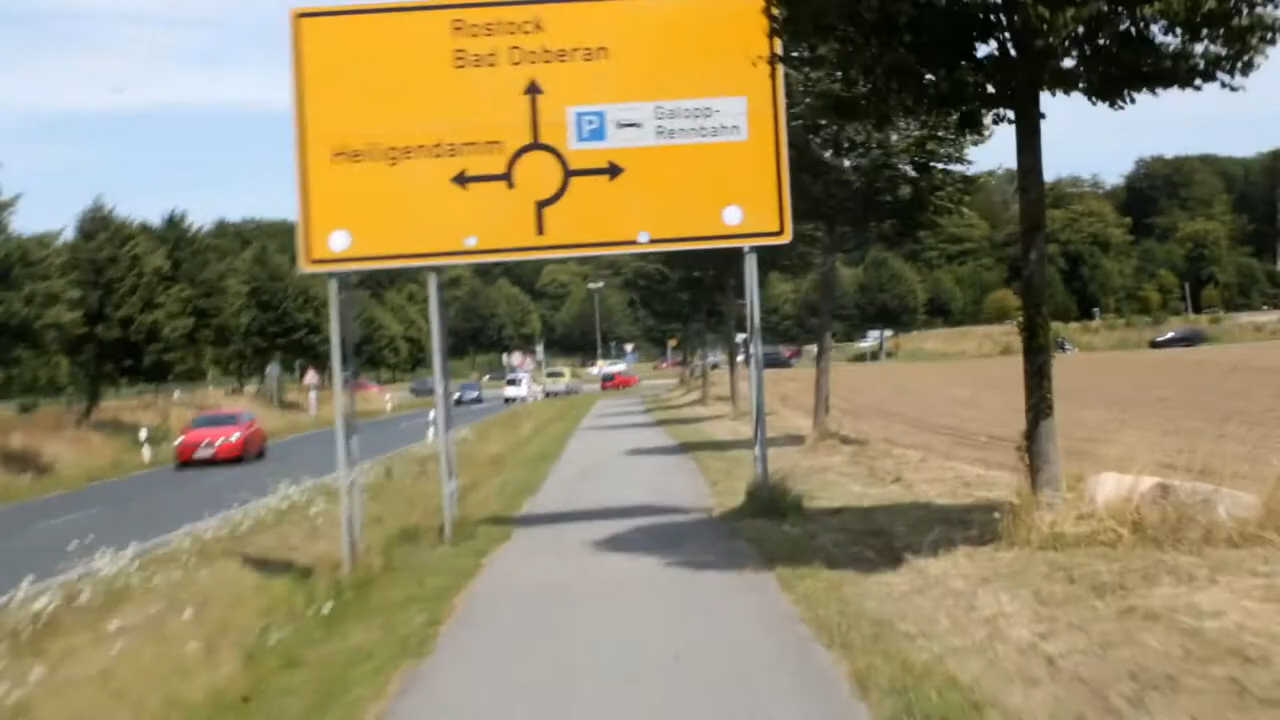 Rostock
Bad Doberan
P Galopp-
Rennbahn
Heiligendamm